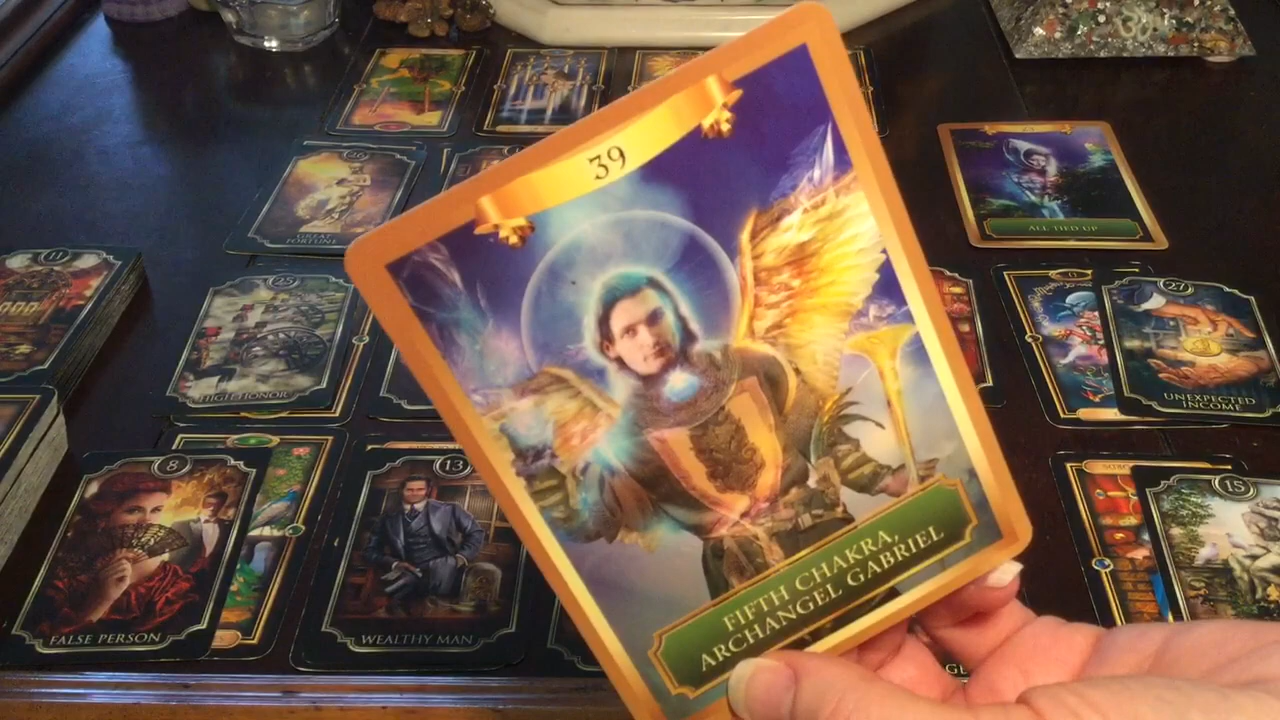 39
FIFTH CHAKRA,
ARCHANGEL GABRIEL
26
GREAT
FORTUNE
ALL TIED UP
11
25
HIGH HONOR
27
UNEXPECTED
INCOME
8
FALSE PERSON
13
WEALTHY MAN
15